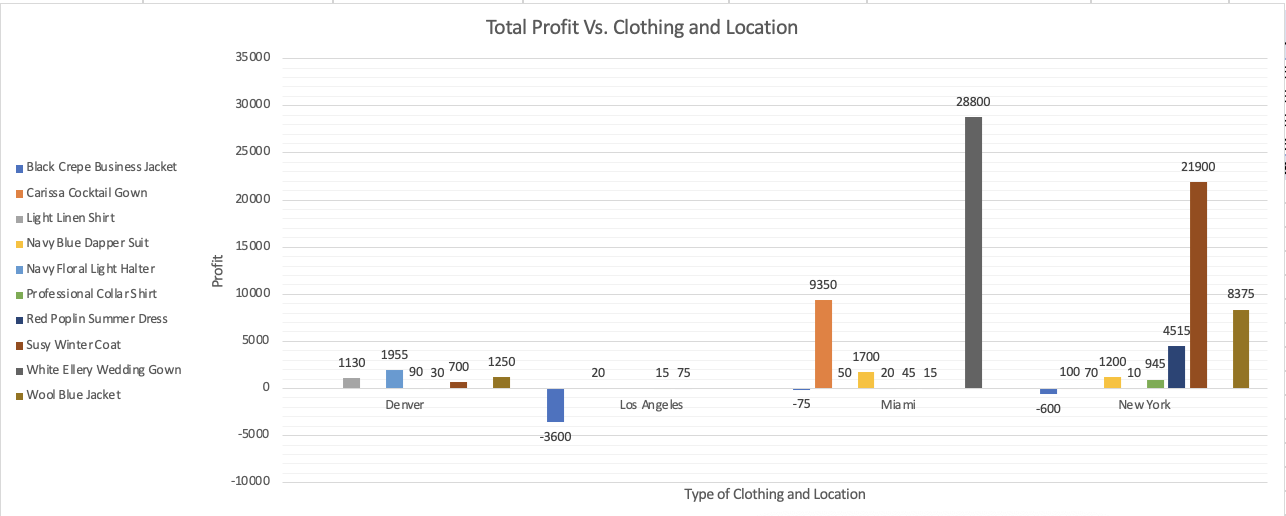 Total Profit Vs. Clothing and Location
35000
30000
25000
20000
15000
10000
5000
0
-5000
-10000
Profit
Black Crepe Business Jacket
Carissa Cocktail Gown
Light Linen Shirt
Navy Blue Dapper Suit
Navy Floral Light Halter
Professional Collar Shirt
Red Poplin Summer Dress
Susy Winter Coat
White Ellery Wedding Gown
Wool Blue Jacket
1130
1955
90
30
700
1250
Denver
-3600
20
15
75
Los Angeles
-75
9350
50
1700
20
45
15
28800
Miami
-600
100
70
1200
10
945
4515
21900
8375
New York
Type of Clothing and Location